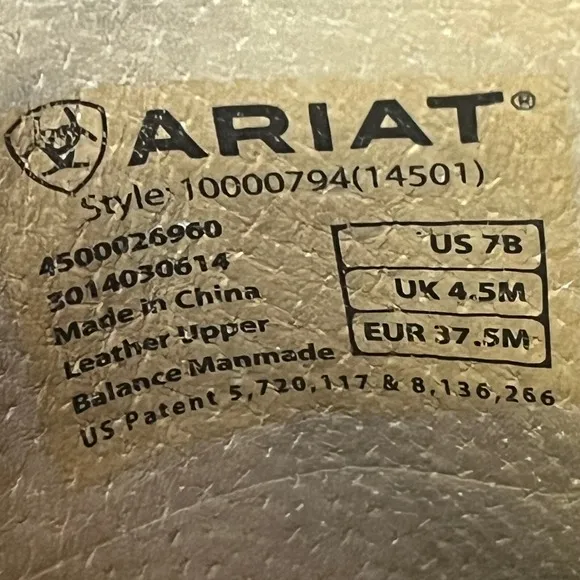 ARIAT®
Style: 10000794(14501)
4500026960
3014030614
Made in China
Leather Upper
Balance Manmade
US Patent 5,720,117 & 8,136,266
US 7B
UK 4.5M
EUR 37.5M